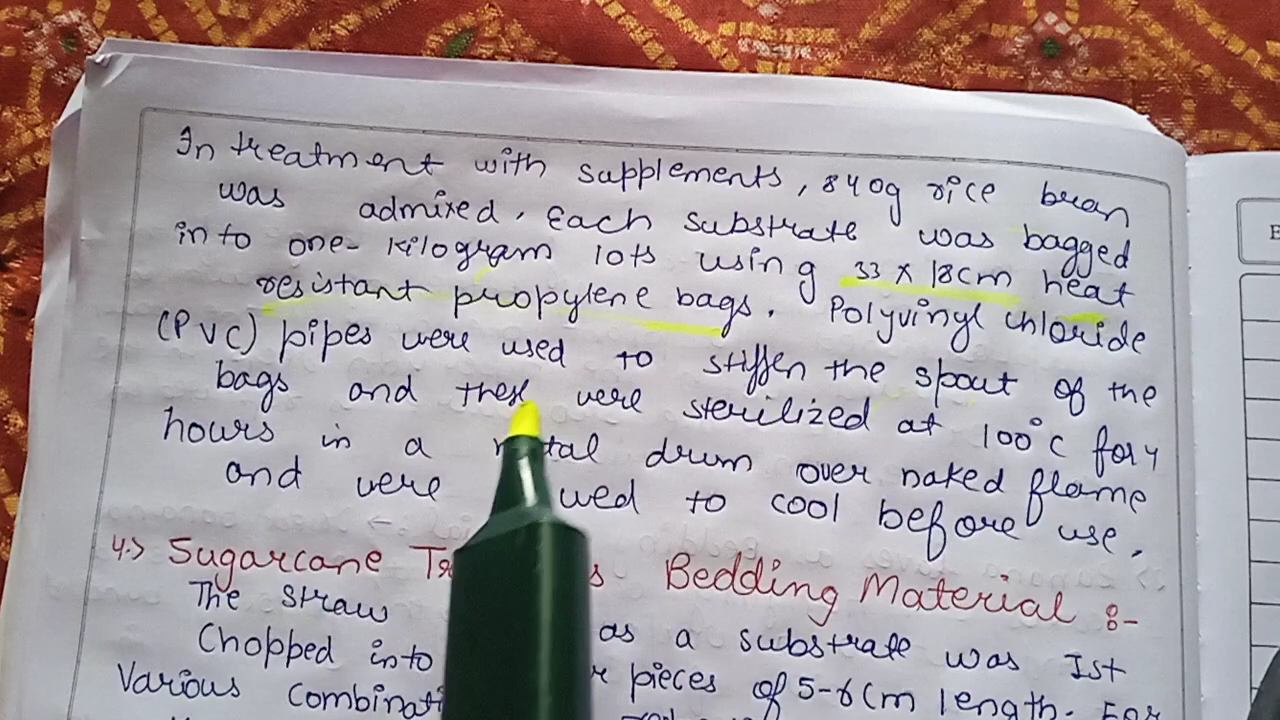 In treatment with supplements, 840g rice bran
was admixed. Each substrate was bagged
into one-kilogram lots using 33 x 18cm heat
resistant propylene bags. Polyvinyl chloride
(PVC) pipes were used to stiffen the spout of the
bags and these were sterilized at 100°C for 4
hours in a drum over naked flame
and were to cool before use.
4.> Sugarcane Bedding Material :-
The straw as a substrate was Ist
Chopped into pieces of 5-6cm length. For
Various
E